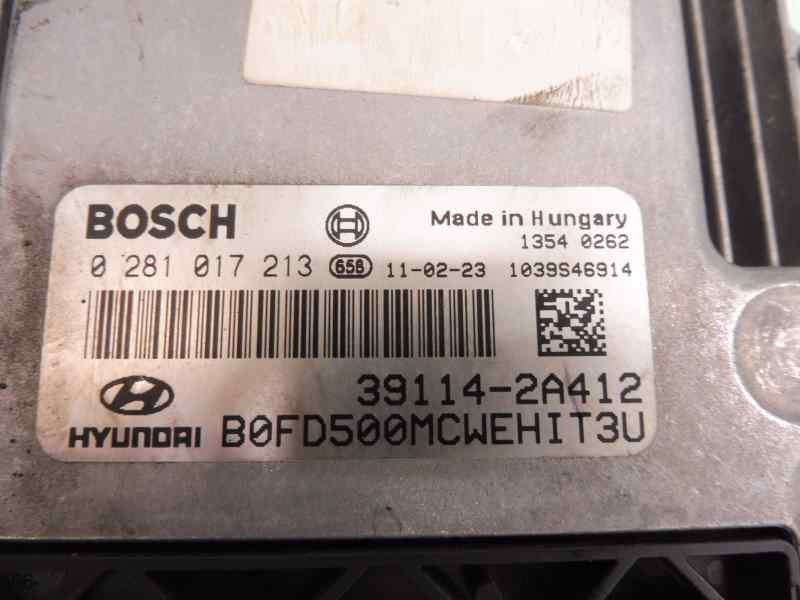 BOSCH
Made in Hungary
1354 0262
0 281 017 213 658 11-02-23 1039S46914
39114-2A412
HYUNDAI B0FD500MCWEHIT3U